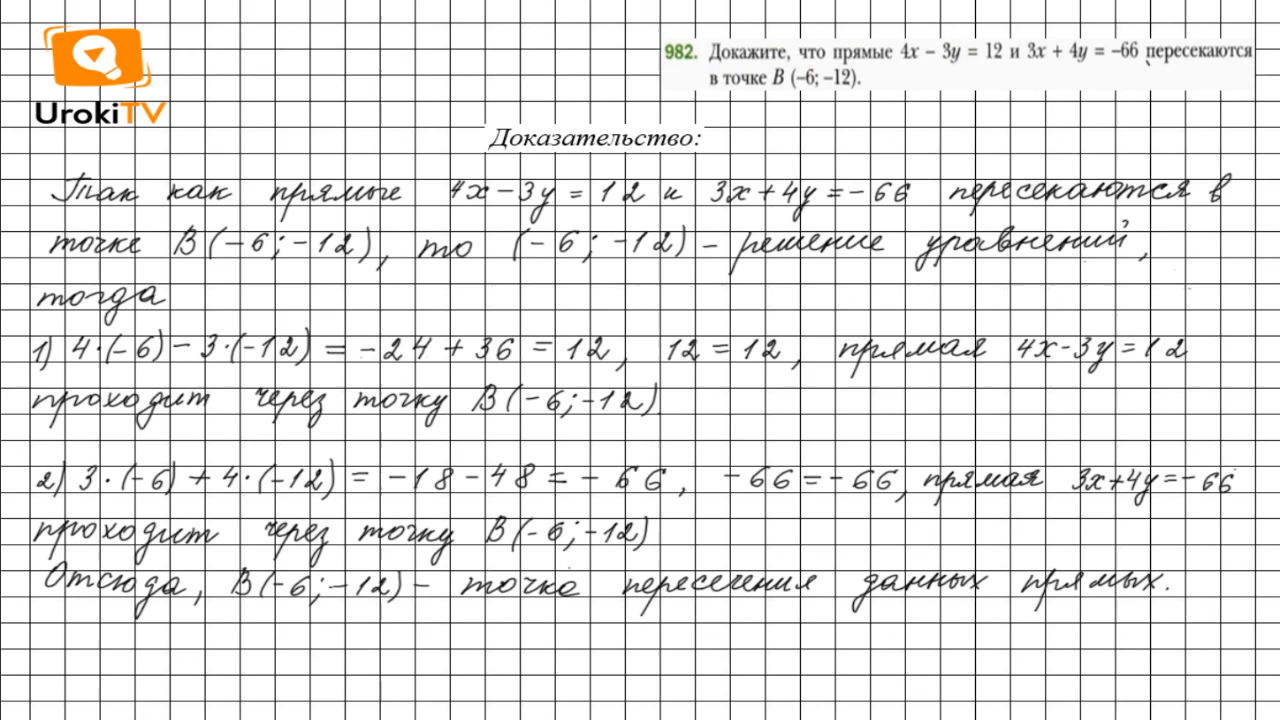 UrokiTV
982. Докажите, что прямые 4x − 3y = 12 и 3x + 4y = −66 пересекаются
в точке B (−6; −12).
Доказательство:
Так как прямые 4x − 3y = 12 и 3x + 4y = − 66 пересекаются в
точке B(− 6 ; − 12), то (− 6 ; − 12) − решение уравнений,
тогда
1) 4 · (− 6) − 3 · (− 12) = − 24 + 36 = 12, 12 = 12, прямая 4x − 3y = 12
проходит через точку B(− 6 ; − 12).
2) 3 · (− 6) + 4 · (− 12) = − 18 − 48 = − 66, − 66 = − 66, прямая 3x + 4y = − 66
проходит через точку B(− 6 ; − 12)
Отсюда, B(− 6 ; − 12) − точка пересечения данных прямых.